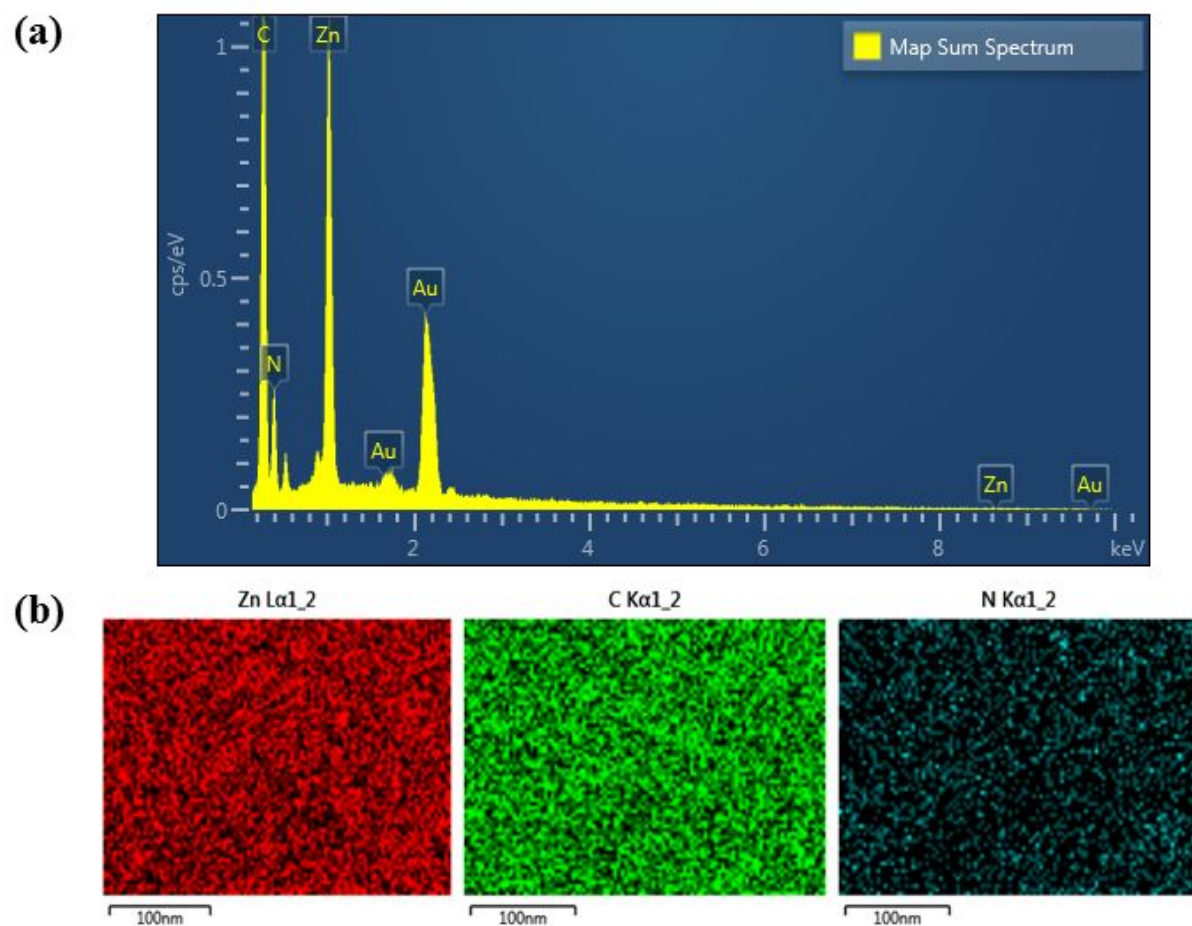 (a)
C
Zn
Map Sum Spectrum
1
cps/eV
0.5
N
Au
Au
Zn
Au
0
2
4
6
8
keV
(b)
Zn Lα1_2
C Kα1_2
N Kα1_2
100nm
100nm
100nm